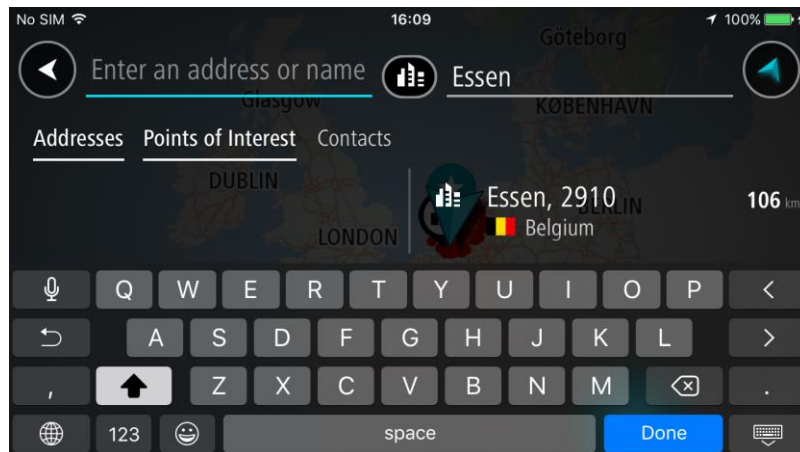 No SIM 16:09 100%
Göteborg
Enter an address or name Essen
Glasgow
KØBENHAVN
Addresses Points of Interest Contacts
DUBLIN
Essen, 2910 106 km
BERLIN
Belgium
LONDON
Q W E R T Y U I O P <
A S D F G H J K L >
, Z X C V B N M .
123 space Done